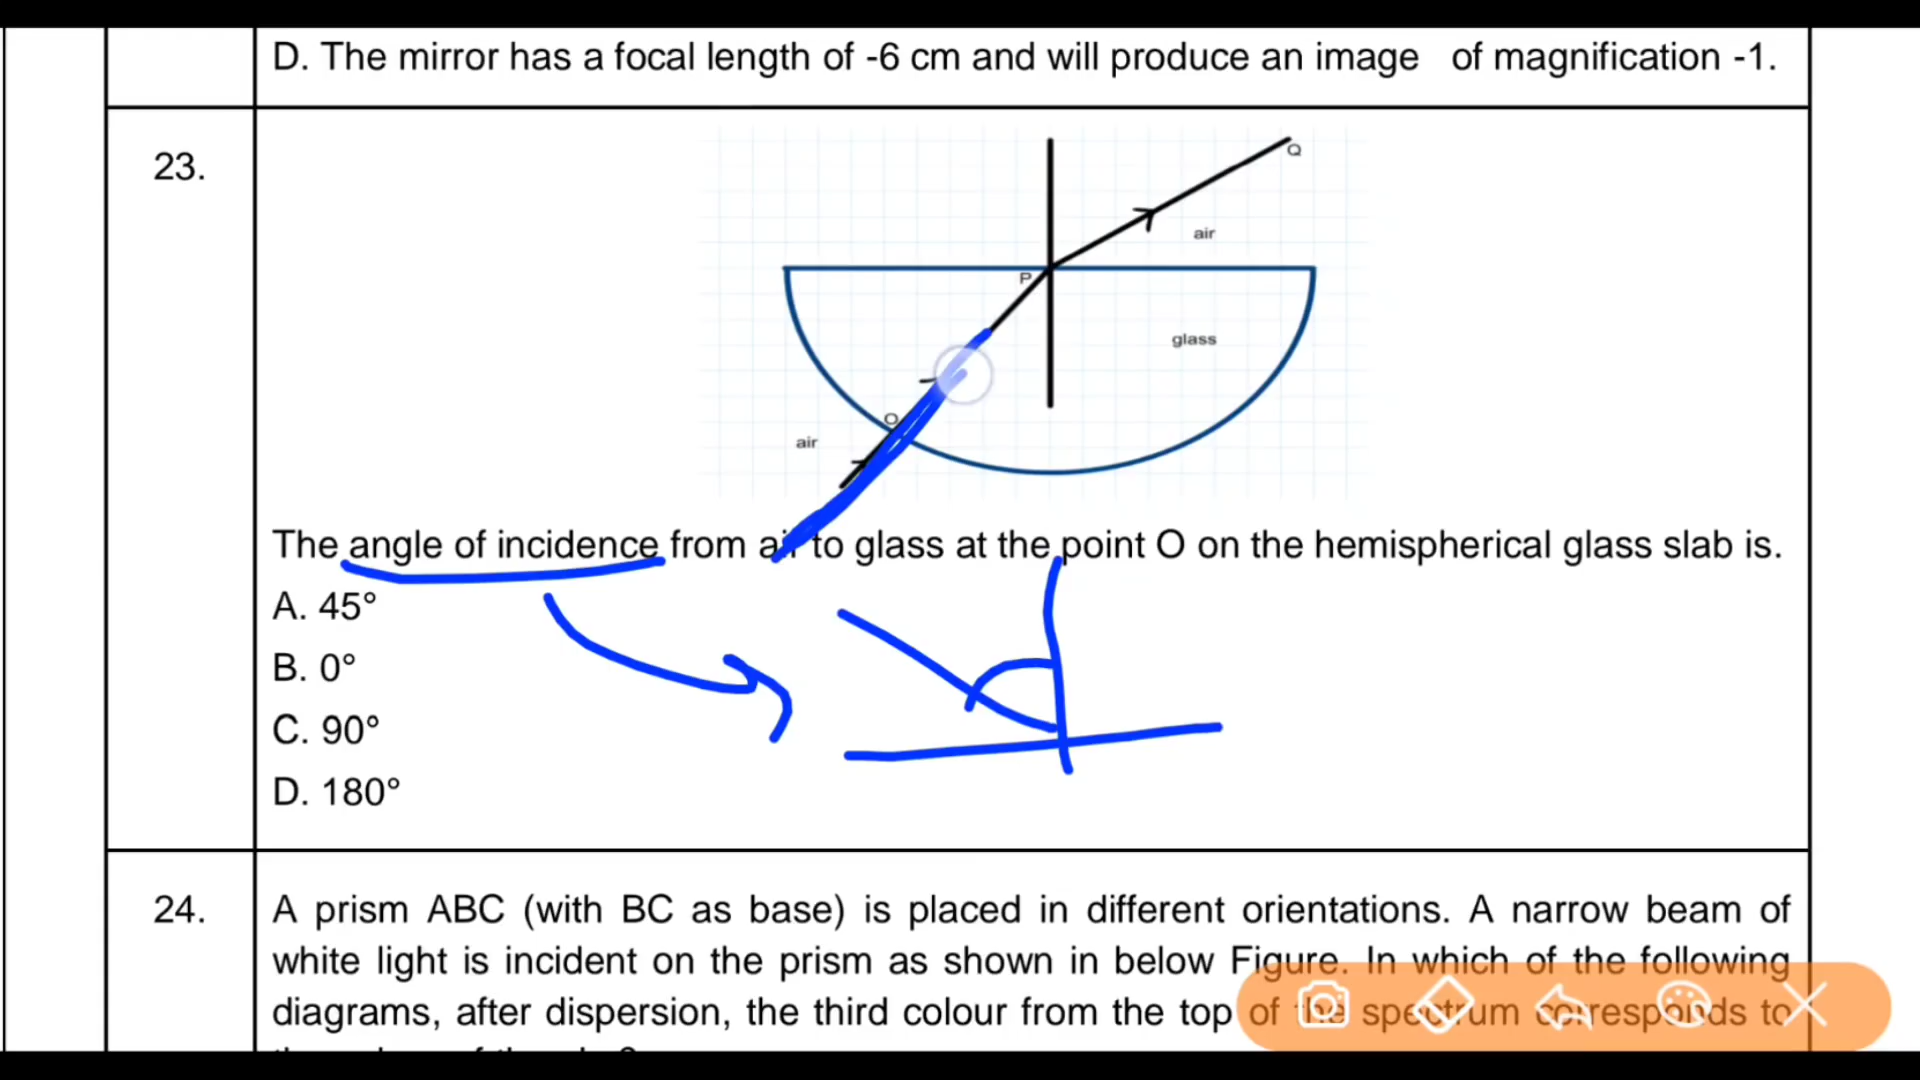 D. The mirror has a focal length of -6 cm and will produce an image of magnification -1.
23.
Q
air
P
glass
O
air
The angle of incidence from air to glass at the point O on the hemispherical glass slab is.
A. 45°
B. 0°
C. 90°
D. 180°
24.
A prism ABC (with BC as base) is placed in different orientations. A narrow beam of
white light is incident on the prism as shown in below Figure. In which of the following
diagrams, after dispersion, the third colour from the top of the spectrum corresponds to